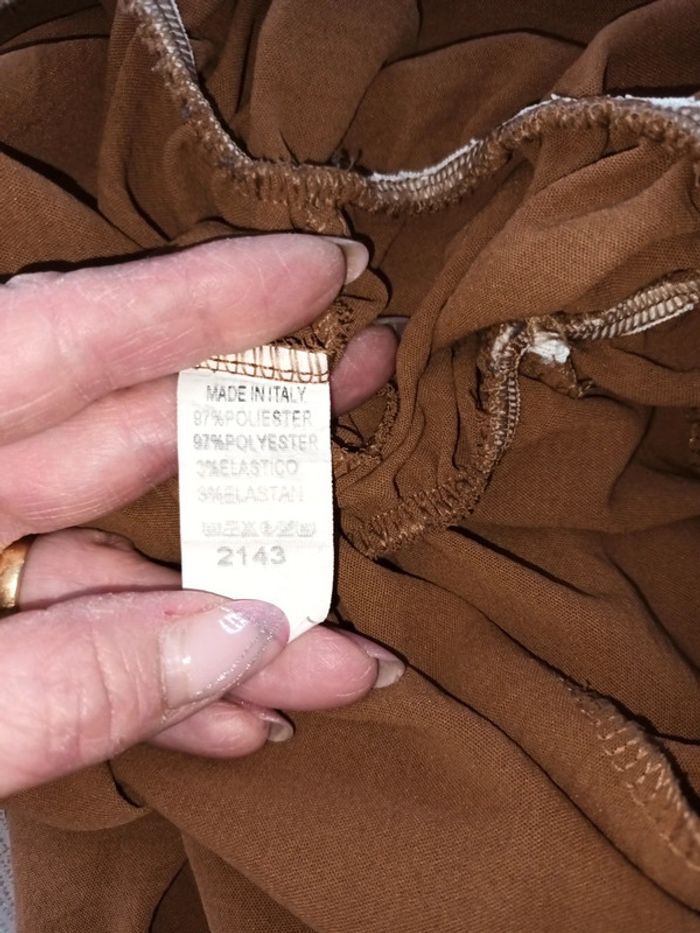 MADE IN ITALY
97%POLIESTER
97%POLYESTER
3%ELASTICO
3%ELASTAN
2143